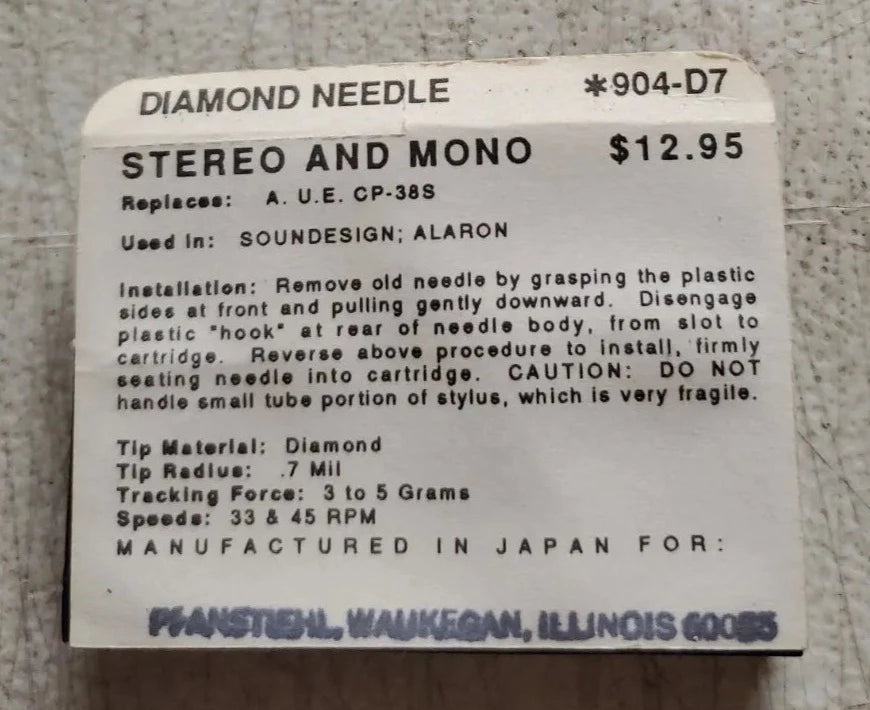 DIAMOND NEEDLE *904-D7
STEREO AND MONO $12.95
Replaces: A. U.E. CP-38S
Used In: SOUNDESIGN; ALARON
Installation: Remove old needle by grasping the plastic
sides at front and pulling gently downward. Disengage
plastic "hook" at rear of needle body, from slot to
cartridge. Reverse above procedure to install, firmly
seating needle into cartridge. CAUTION: DO NOT
handle small tube portion of stylus, which is very fragile.
Tip Material: Diamond
Tip Radius: .7 Mil
Tracking Force: 3 to 5 Grams
Speeds: 33 & 45 RPM
MANUFACTURED IN JAPAN FOR:
PFANSTIEHL, WAUKEGAN, ILLINOIS 60085